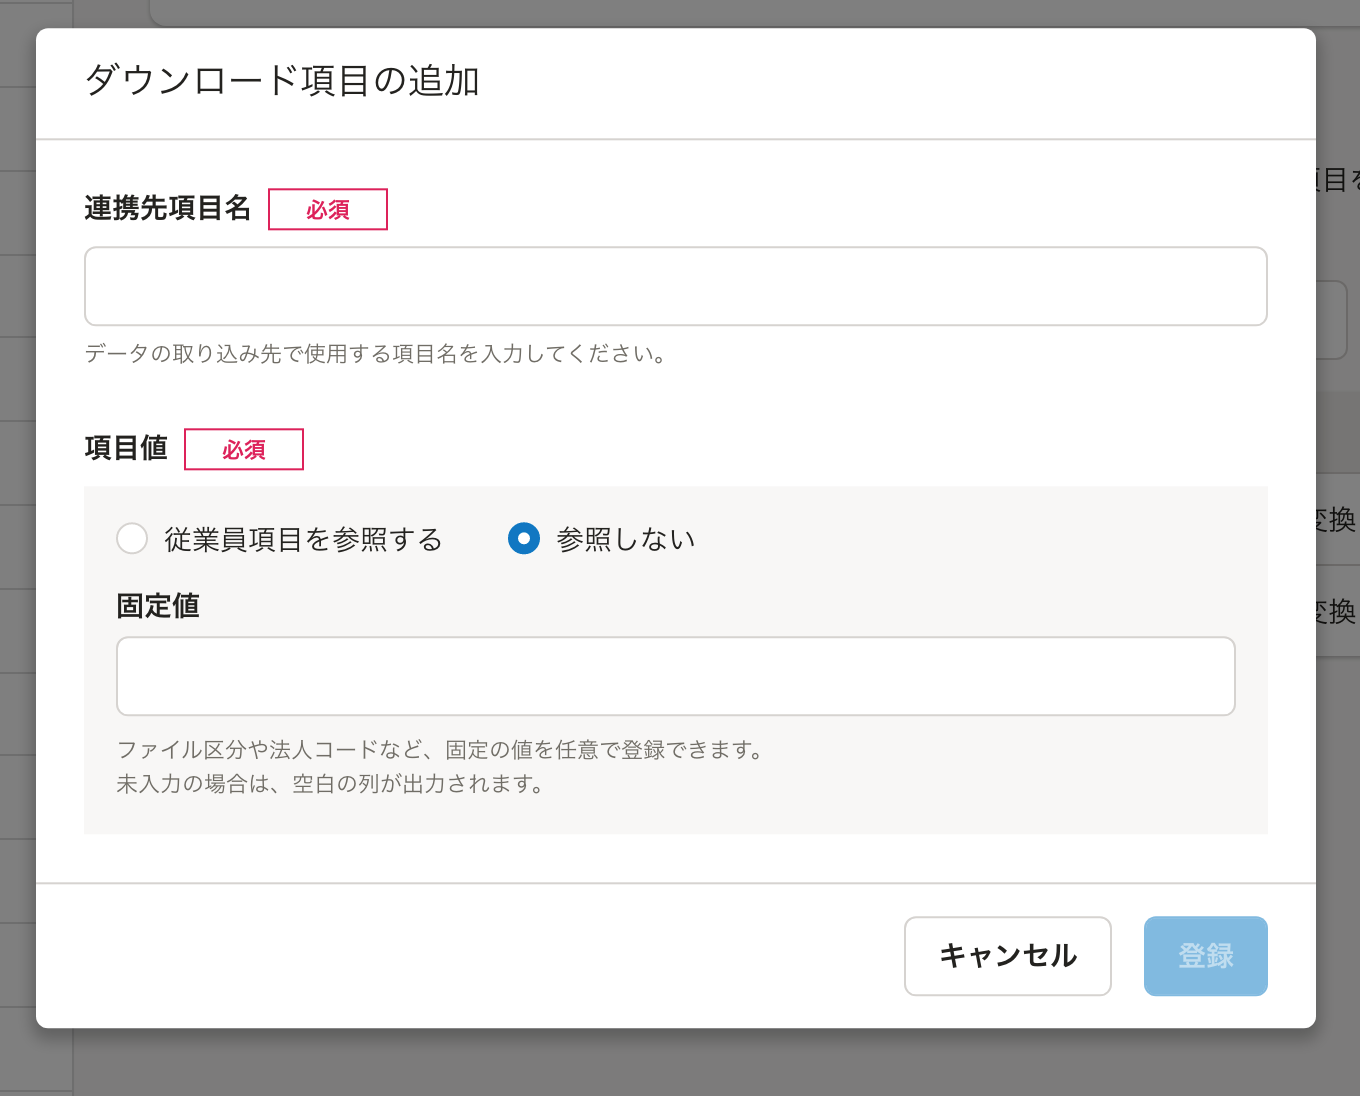 ダウンロード項目の追加
連携先項目名 必須
データの取り込み先で使用する項目名を入力してください。
項目値 必須
従業員項目を参照する 参照しない
固定値
ファイル区分や法人コードなど、固定の値を任意で登録できます。
未入力の場合は、空白の列が出力されます。
キャンセル 登録
目を
変換
変換